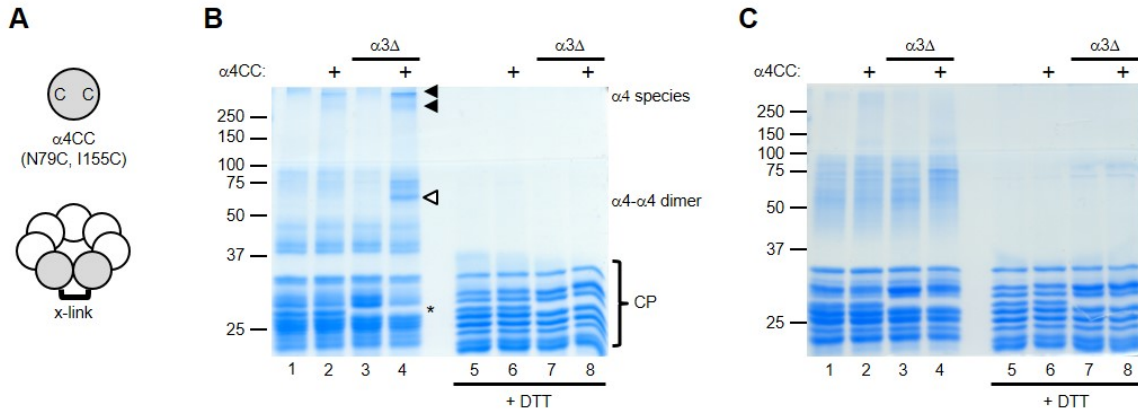 A
C C
α4CC
(N79C, I155C)
x-link
B
α3Δ
α4CC: + + + +
250
150
100
75
50
37
25
α4 species
α4-α4 dimer
*
CP
1 2 3 4 5 6 7 8
+ DTT
C
α3Δ
+ + + +
250
150
100
75
50
37
25
1 2 3 4 5 6 7 8
+ DTT